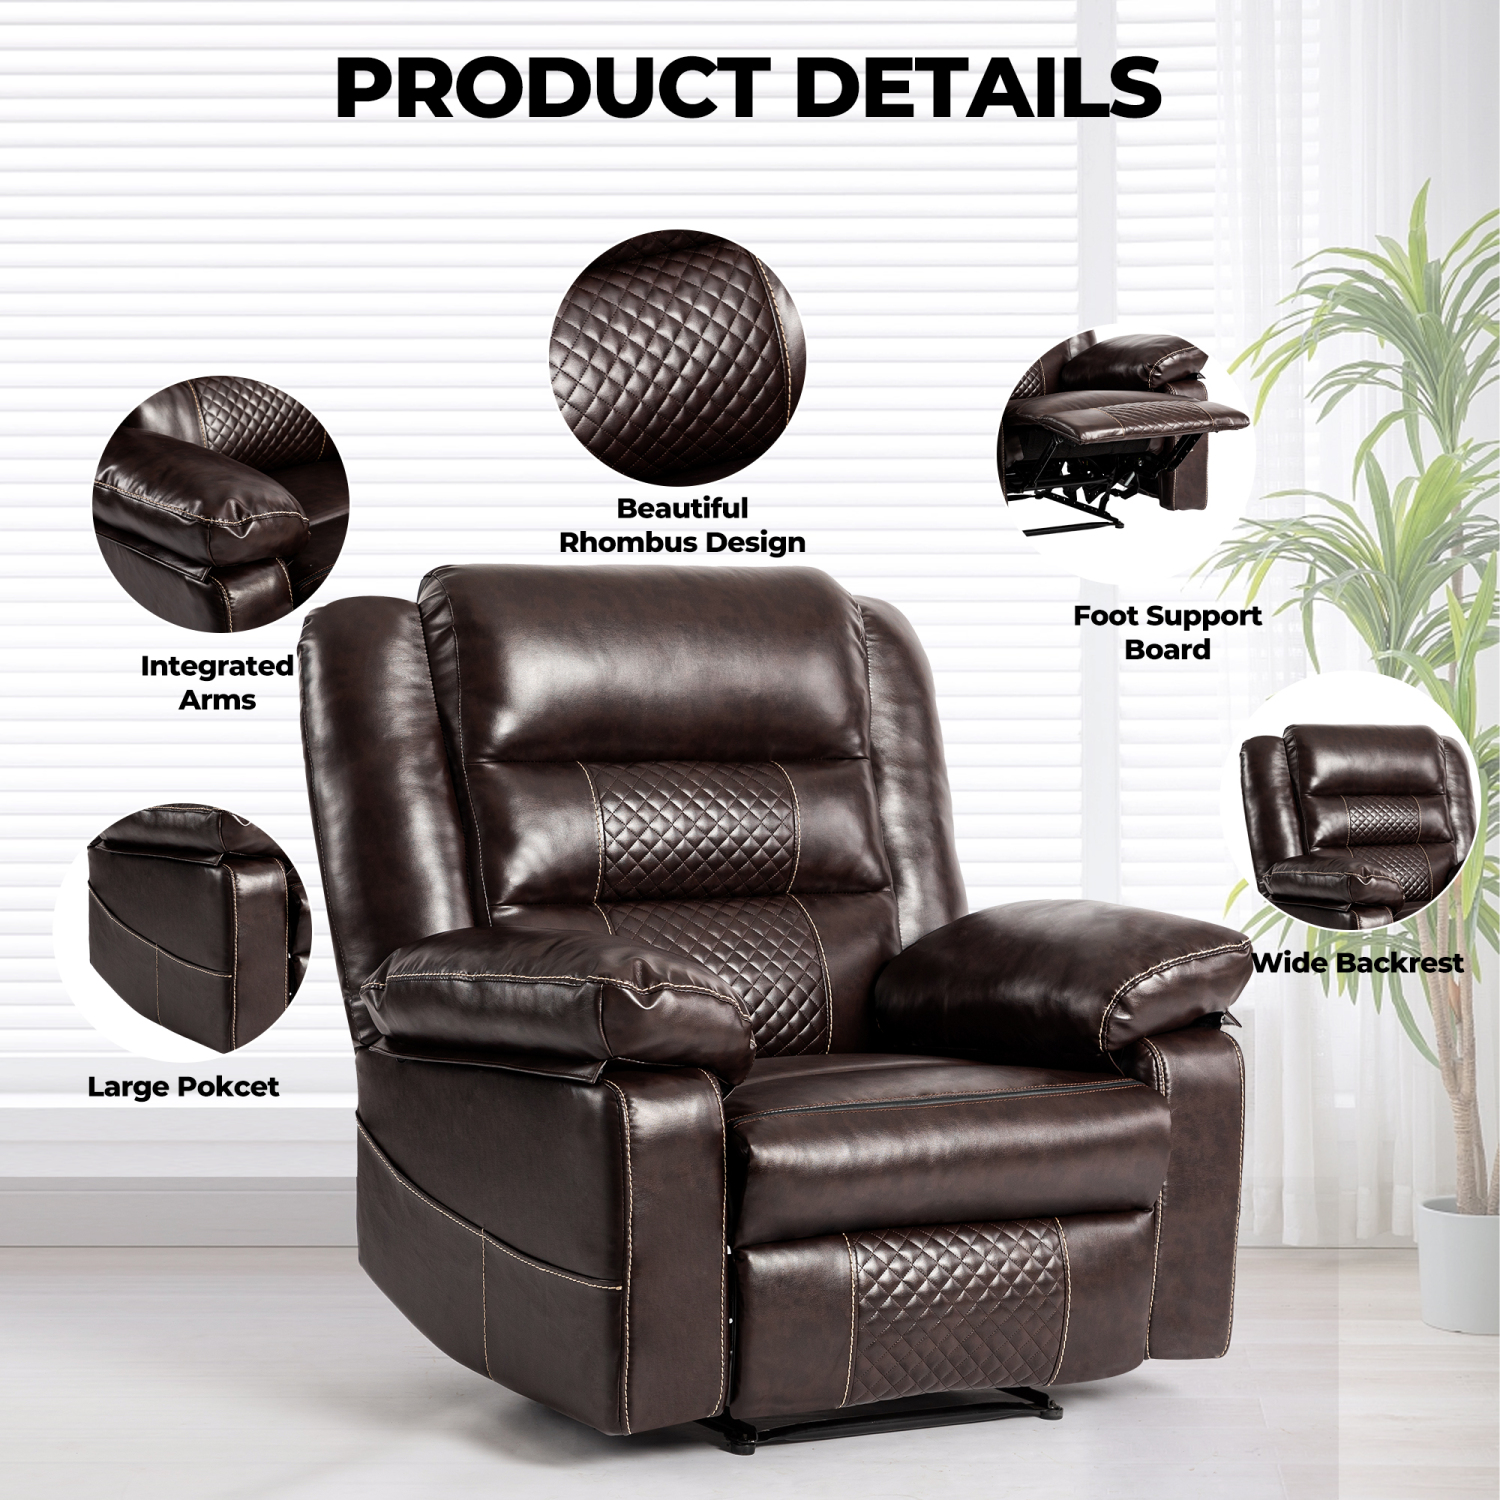 PRODUCT DETAILS
Beautiful
Rhombus Design
Integrated
Arms
Foot Support
Board
Large Pokcet
Wide Backrest